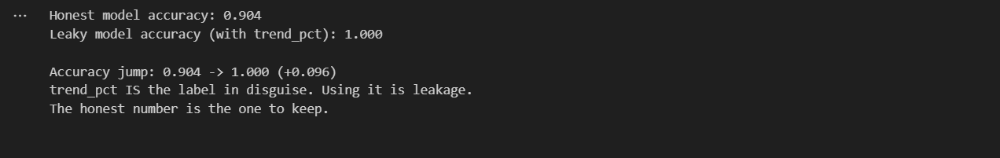 ...
Honest model accuracy: 0.904
Leaky model accuracy (with trend_pct): 1.000
Accuracy jump: 0.904 -> 1.000 (+0.096)
trend_pct IS the label in disguise. Using it is leakage.
The honest number is the one to keep.